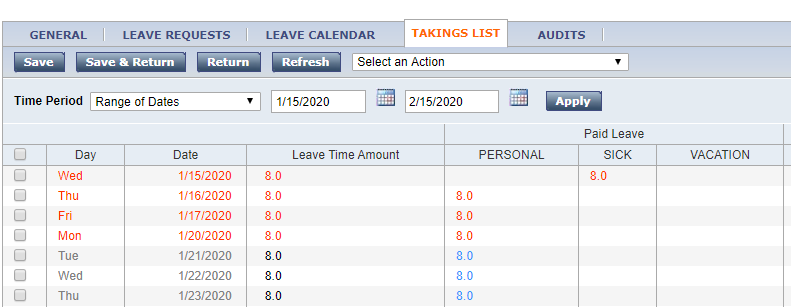 GENERAL LEAVE REQUESTS LEAVE CALENDAR TAKINGS LIST AUDITS
Save Save & Return Return Refresh Select an Action
Time Period Range of Dates 1/15/2020 2/15/2020 Apply
Paid Leave
Day Date Leave Time Amount PERSONAL SICK VACATION
Wed 1/15/2020 8.0 8.0
Thu 1/16/2020 8.0 8.0
Fri 1/17/2020 8.0 8.0
Mon 1/20/2020 8.0 8.0
Tue 1/21/2020 8.0 8.0
Wed 1/22/2020 8.0 8.0
Thu 1/23/2020 8.0 8.0